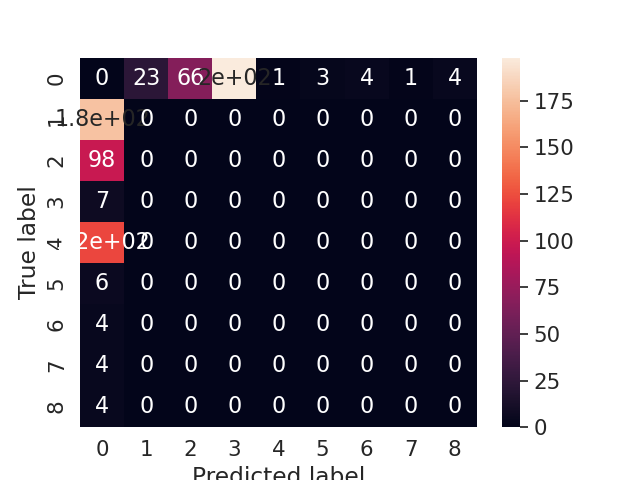 0 0 23 66 2e+02 1 3 4 1 4
1 1.8e+02 0 0 0 0 0 0 0 0
2 98 0 0 0 0 0 0 0 0
3 7 0 0 0 0 0 0 0 0
4 2e+02 0 0 0 0 0 0 0 0
5 6 0 0 0 0 0 0 0 0
6 4 0 0 0 0 0 0 0 0
7 4 0 0 0 0 0 0 0 0
8 4 0 0 0 0 0 0 0 0
0 1 2 3 4 5 6 7 8
Predicted label
True label
175
150
125
100
75
50
25
0